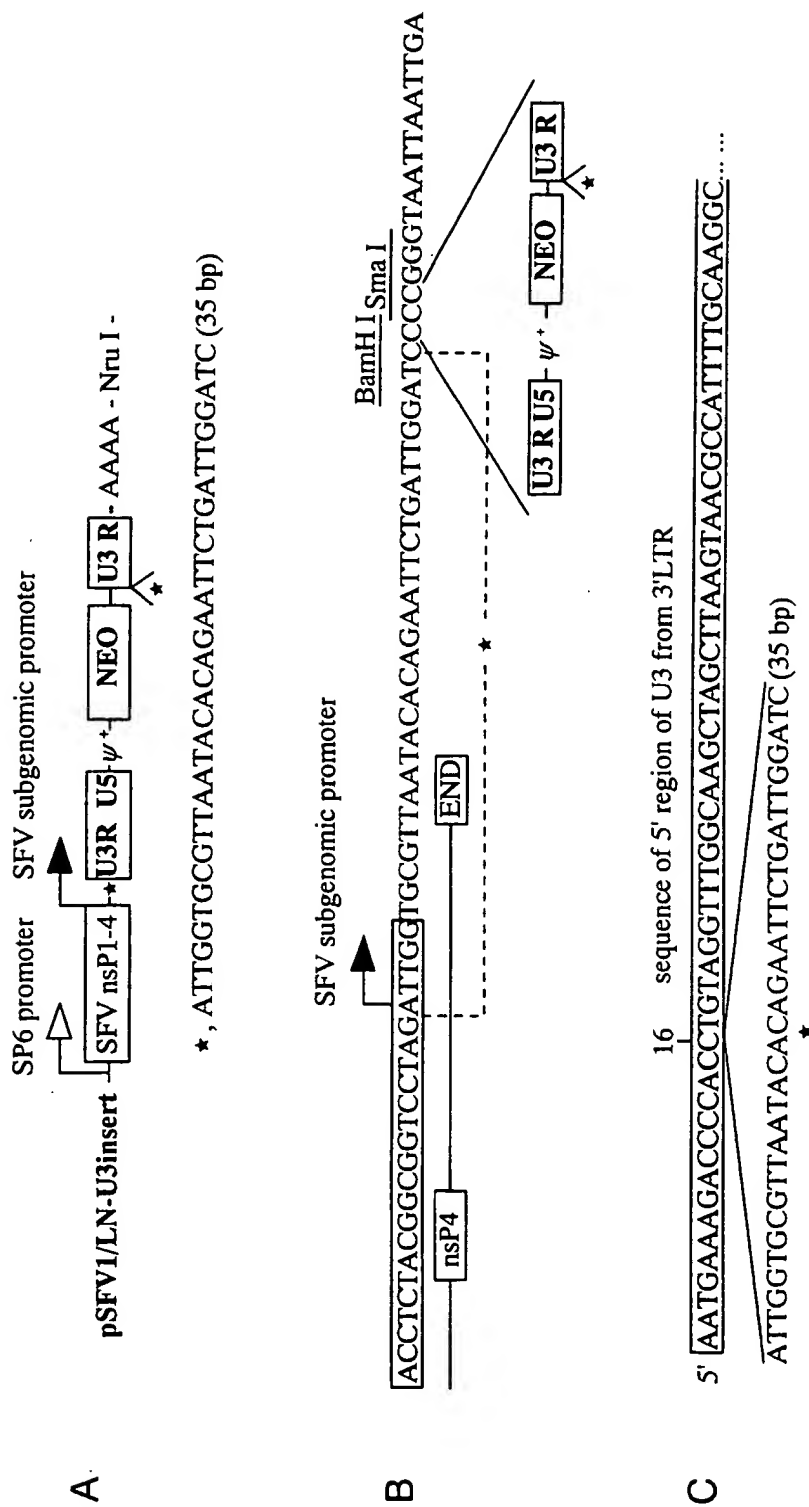 A
SP6 promoter SFV subgenomic promoter
pSFV1/LN-U3insert - SFV nsP1-4 -★- U3R U5 -ψ+- NEO - U3 R - AAAA - Nru I -
★
★, ATTGGTGCGTTAATACACAGAATTCTGATTGGATC (35 bp)
B
SFV subgenomic promoter
BamH I
Sma I
ACCTCTACGGCGGTCCTAGATTGGTGCGTTAATACACAGAATTCTGATTGGATCCCCGGGTAATTAATTGA
nsP4 END
★
U3 R U5 - ψ+ - NEO - U3 R
★
C
16 sequence of 5' region of U3 from 3'LTR
5' AATGAAAGACCCCACCTGTAGGTTTGGCAAGCTAGCTTAAGTAACGCCATTTTGCAAGGC... ...
ATTGGTGCGTTAATACACAGAATTCTGATTGGATC (35 bp)
★